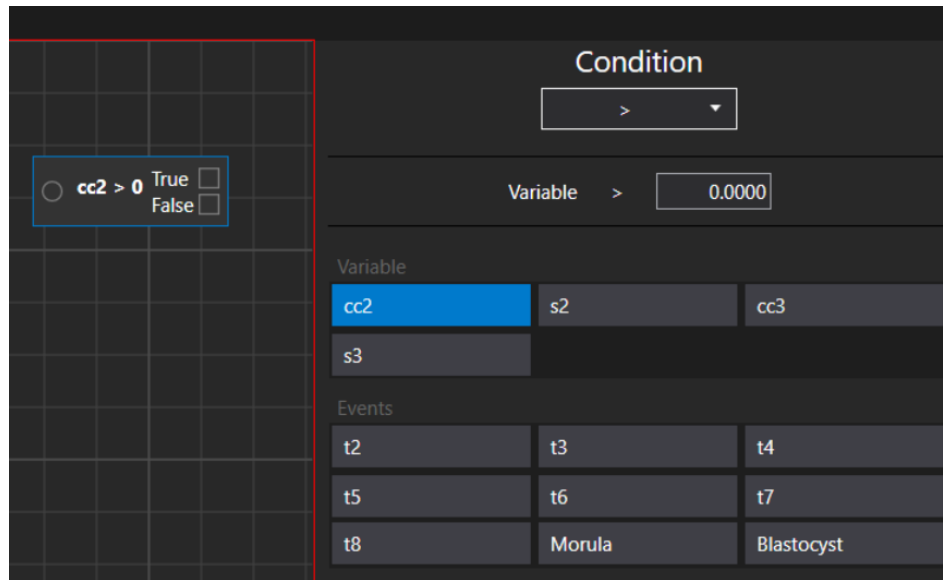 Condition
>
cc2 > 0 True
False
Variable > 0.0000
Variable
cc2 s2 cc3
s3
Events
t2 t3 t4
t5 t6 t7
t8 Morula Blastocyst